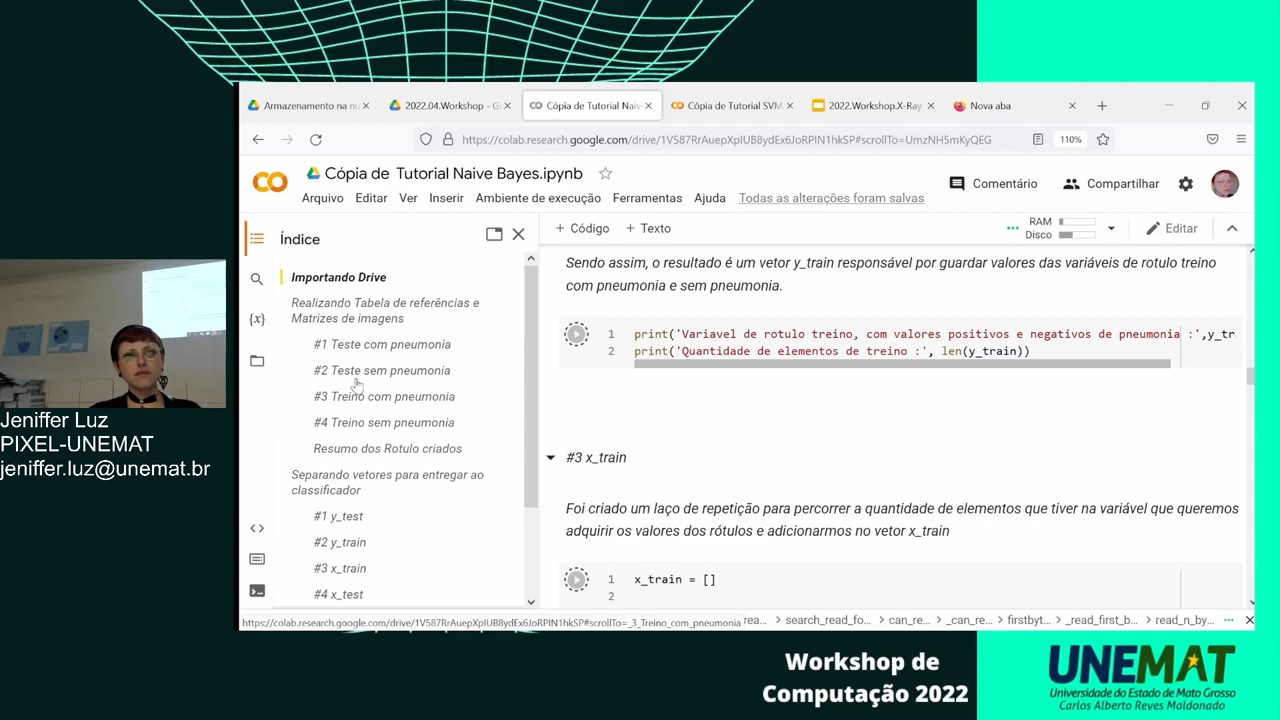 Armazenamento na nu
2022.04.Workshop - G
Cópia de Tutorial Naiv
Cópia de Tutorial SVM
2022.Workshop.X-Ray
Nova aba
https://colab.research.google.com/drive/1V587RrAuepXpIUB8ydEx6JoRPIN1hkSP#scrollTo=UmzNH5mKyQEG
110%
Cópia de Tutorial Naive Bayes.ipynb
Comentário
Compartilhar
Arquivo Editar Ver Inserir Ambiente de execução Ferramentas Ajuda Todas as alterações foram salvas
Índice
+ Código + Texto
RAM
Disco
Editar
Importando Drive
Realizando Tabela de referências e
Matrizes de imagens
#1 Teste com pneumonia
#2 Teste sem pneumonia
#3 Treino com pneumonia
#4 Treino sem pneumonia
Resumo dos Rotulo criados
Separando vetores para entregar ao
classificador
#1 y_test
#2 y_train
#3 x_train
#4 x_test
Sendo assim, o resultado é um vetor y_train responsável por guardar valores das variáveis de rotulo treino
com pneumonia e sem pneumonia.
1 print('Variavel de rotulo treino, com valores positivos e negativos de pneumonia :',y_tr
2 print('Quantidade de elementos de treino :', len(y_train))
#3 x_train
Foi criado um laço de repetição para percorrer a quantidade de elementos que tiver na variável que queremos
adquirir os valores dos rótulos e adicionarmos no vetor x_train
1 x_train = []
2
https://colab.research.google.com/drive/1V587RrAuepXpIUB8ydEx6JoRPIN1hkSP#scrollTo=_3_Treino_com_pneumonia
rea... search_read_fo... can_re... _can_re... firstbyt... _read_first_b... read_n_by...
Jeniffer Luz
PIXEL-UNEMAT
jeniffer.luz@unemat.br
Workshop de
Computação 2022
UNEMAT
Universidade do Estado de Mato Grosso
Carlos Alberto Reyes Maldonado